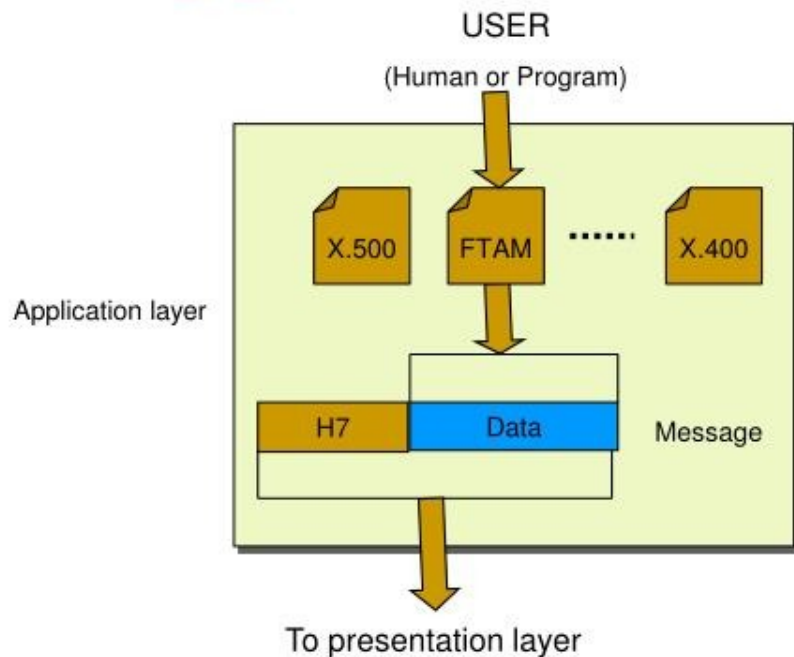 USER
(Human or Program)
X.500 FTAM X.400
Application layer
H7 Data Message
To presentation layer